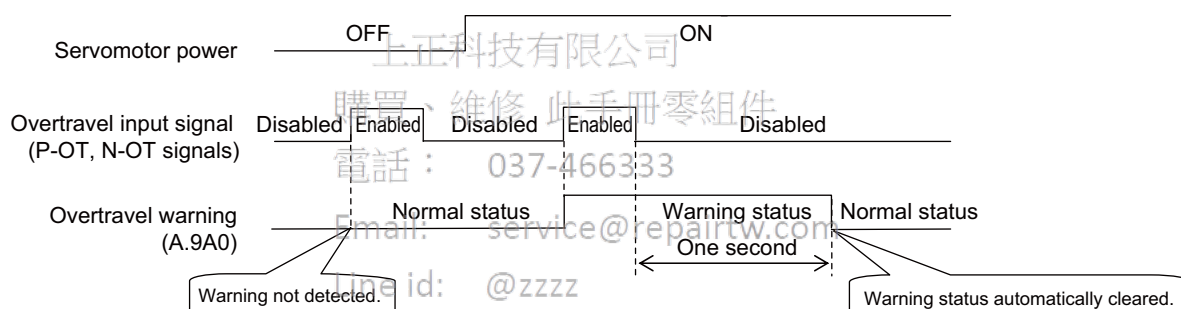 OFF
ON
Servomotor power
上正科技有限公司
購買、維修 此手冊零組件
Overtravel input signal
(P-OT, N-OT signals)
Disabled Enabled Disabled Enabled Disabled
電話： 037-466333
Overtravel warning
(A.9A0)
Normal status Warning status Normal status
Email: service@repairtw.com
One second
Line id: @zzzz
Warning not detected.
Warning status automatically cleared.